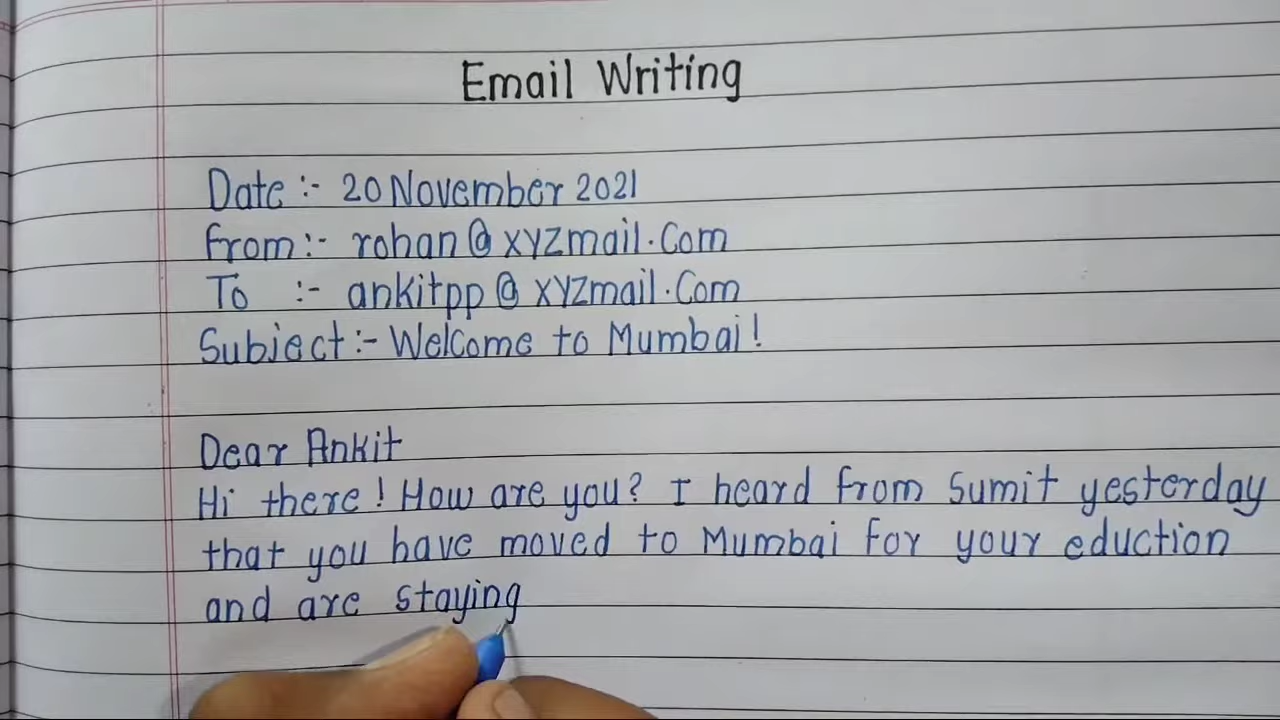 Email Writing
Date :- 20 November 2021
From :- rohan@xyzmail.Com
To :- ankitpp@xyzmail.Com
Subject :- Welcome to Mumbai!
Dear Ankit
Hi there! How are you? I heard from Sumit yesterday
that you have moved to Mumbai for your eduction
and are staying